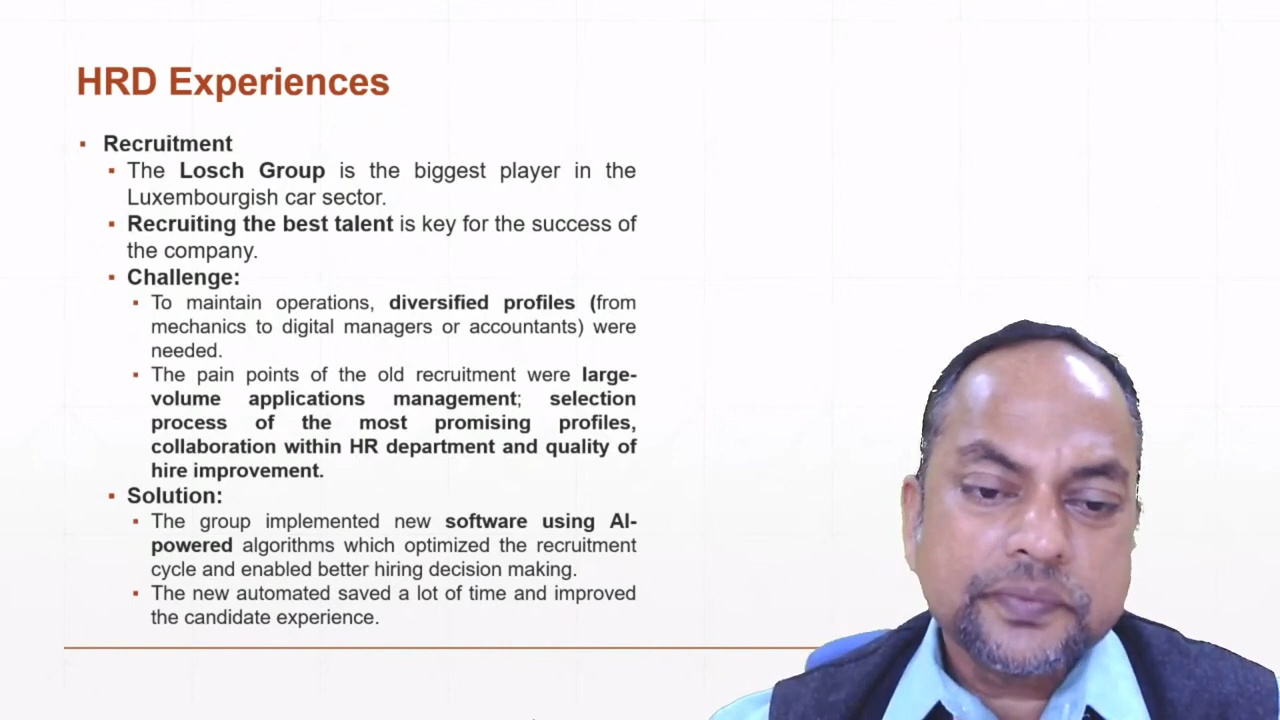 HRD Experiences
Recruitment
The Losch Group is the biggest player in the
Luxembourgish car sector.
Recruiting the best talent is key for the success of
the company.
Challenge:
To maintain operations, diversified profiles (from
mechanics to digital managers or accountants) were
needed.
The pain points of the old recruitment were large-
volume applications management; selection
process of the most promising profiles,
collaboration within HR department and quality of
hire improvement.
Solution:
The group implemented new software using AI-
powered algorithms which optimized the recruitment
cycle and enabled better hiring decision making.
The new automated saved a lot of time and improved
the candidate experience.